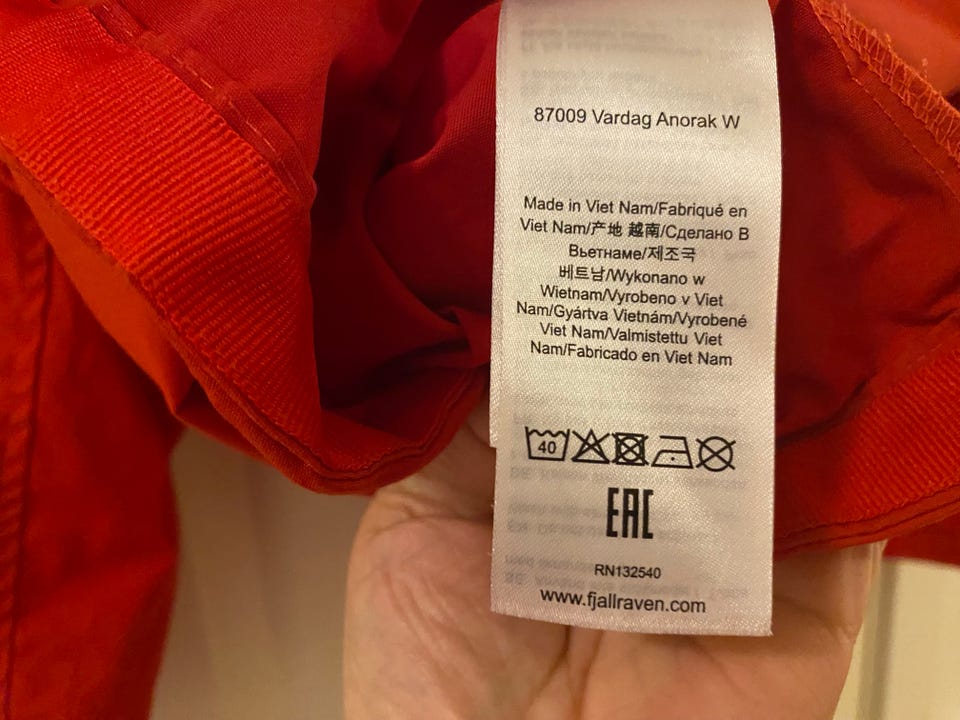 87009 Vardag Anorak W
Made in Viet Nam/Fabriqué en
Viet Nam/产地 越南/Сделано В
Вьетнаме/제조국
베트남/Wykonano w
Wietnam/Vyrobeno v Viet
Nam/Gyártva Vietnám/Vyrobené
Viet Nam/Valmistettu Viet
Nam/Fabricado en Viet Nam
40
EAC
RN132540
www.fjallraven.com